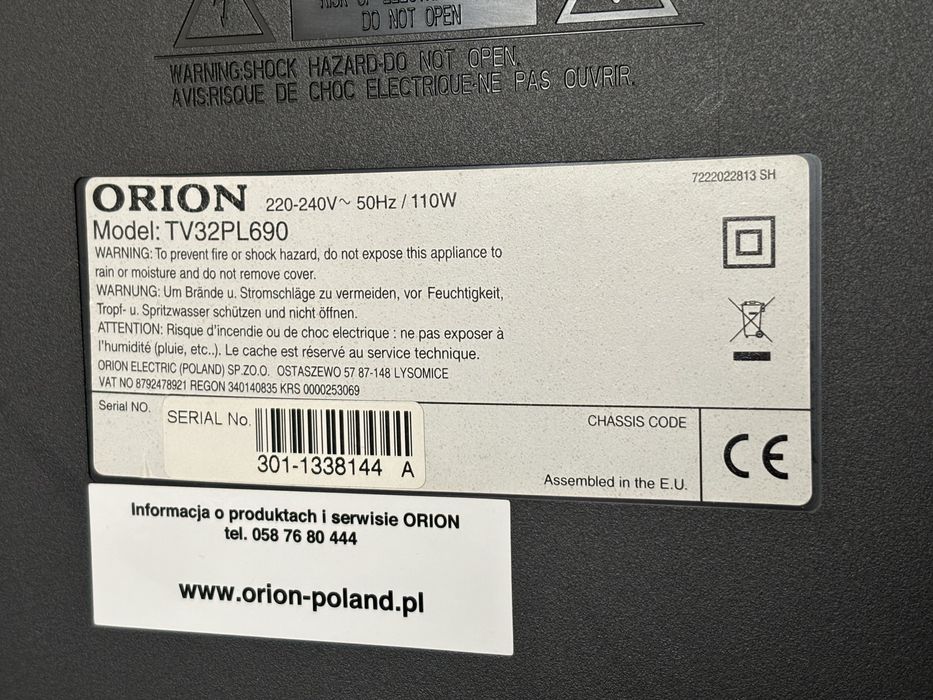 DO NOT OPEN
WARNING:SHOCK HAZARD-DO NOT OPEN.
AVIS:RISQUE DE CHOC ELECTRIQUE-NE PAS OUVRIR.
7222022813 SH
ORION 220-240V~ 50Hz / 110W
Model: TV32PL690
WARNING: To prevent fire or shock hazard, do not expose this appliance to
rain or moisture and do not remove cover.
WARNUNG: Um Brände u. Stromschläge zu vermeiden, vor Feuchtigkeit,
Tropf- u. Spritzwasser schützen und nicht öffnen.
ATTENTION: Risque d'incendie ou de choc electrique : ne pas exposer à
l'humidité (pluie, etc..). Le cache est réservé au service technique.
ORION ELECTRIC (POLAND) SP.ZO.O. OSTASZEWO 57 87-148 LYSOMICE
VAT NO 8792478921 REGON 340140835 KRS 0000253069
Serial NO.
SERIAL No.
301-1338144 A
CHASSIS CODE
Assembled in the E.U.
CE
Informacja o produktach i serwisie ORION
tel. 058 76 80 444
www.orion-poland.pl